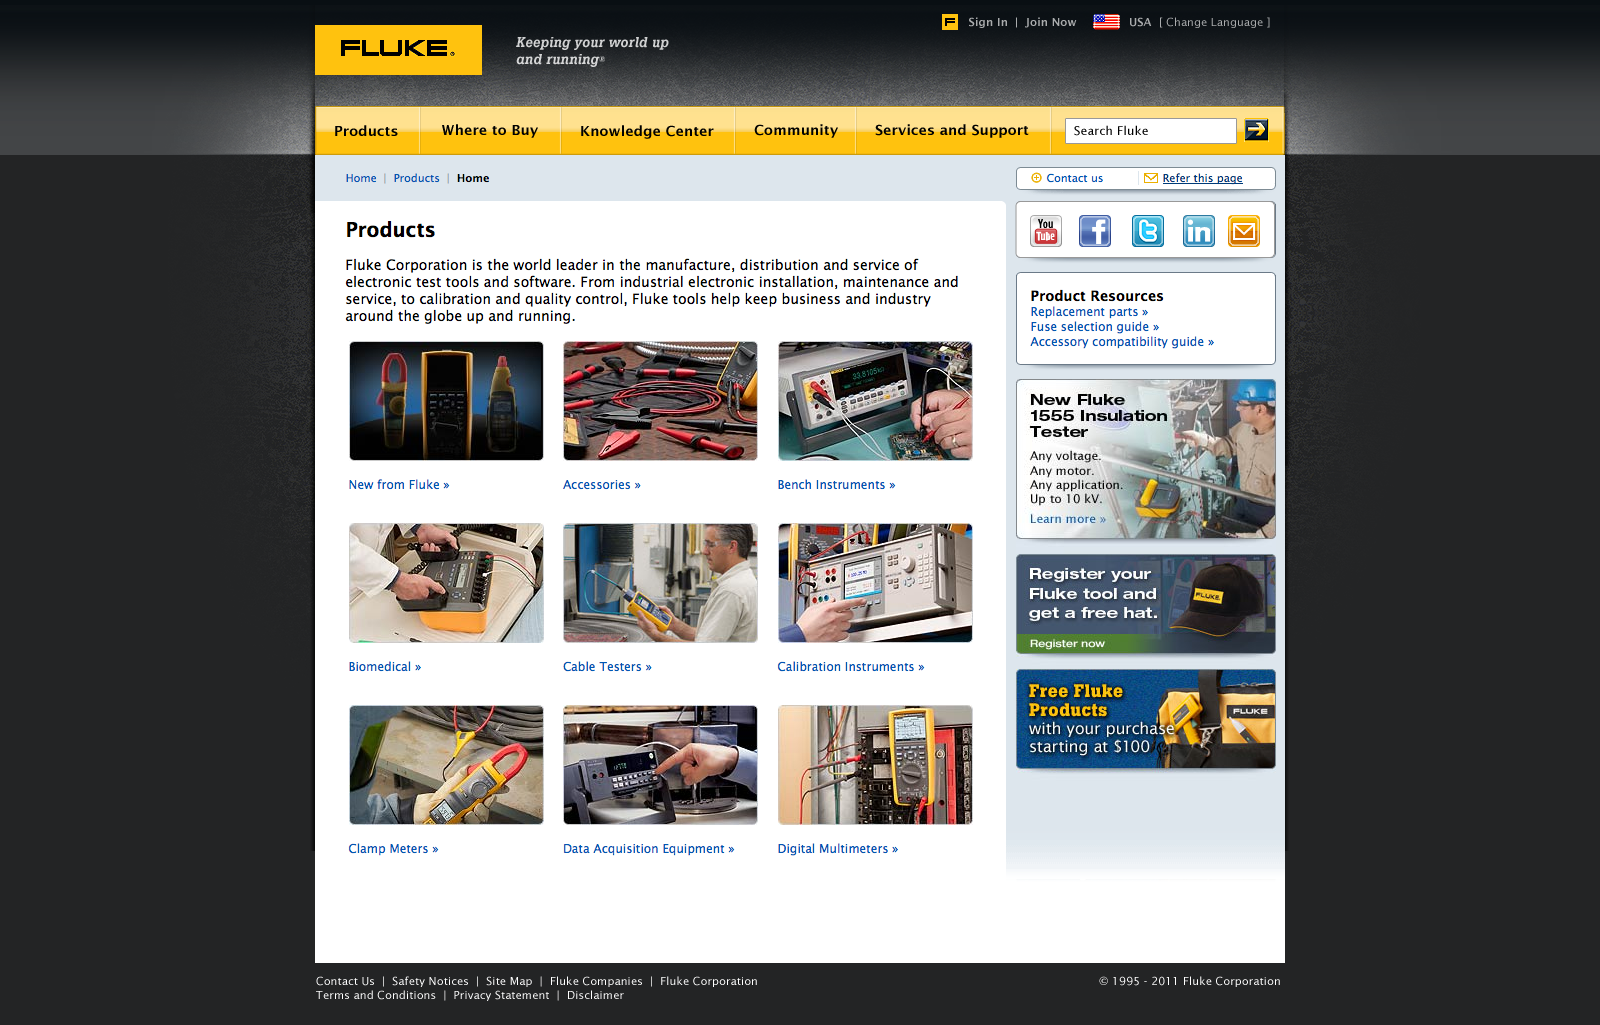 Sign In | Join Now USA [ Change Language ]
FLUKE®
Keeping your world up
and running®
Products Where to Buy Knowledge Center Community Services and Support Search Fluke
Home | Products | Home
Contact us Refer this page
You
Tube
in
Products
Fluke Corporation is the world leader in the manufacture, distribution and service of
electronic test tools and software. From industrial electronic installation, maintenance and
service, to calibration and quality control, Fluke tools help keep business and industry
around the globe up and running.
New from Fluke »
Accessories »
33.8105
Bench Instruments »
Biomedical »
Cable Testers »
Calibration Instruments »
Clamp Meters »
Data Acquisition Equipment »
Digital Multimeters »
Product Resources
Replacement parts »
Fuse selection guide »
Accessory compatibility guide »
New Fluke
1555 Insulation
Tester
Any voltage.
Any motor.
Any application.
Up to 10 kV.
Learn more »
Register your
Fluke tool and
get a free hat.
FLUKE
Register now
Free Fluke
Products
with your purchase
starting at $100
FLUKE
Contact Us | Safety Notices | Site Map | Fluke Companies | Fluke Corporation
Terms and Conditions | Privacy Statement | Disclaimer
© 1995 - 2011 Fluke Corporation